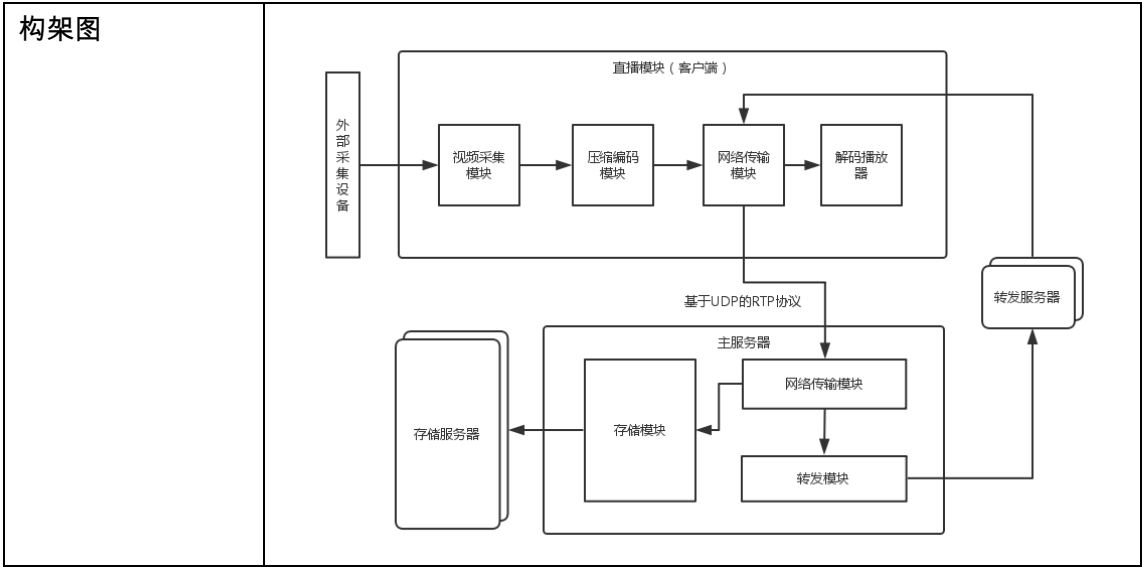 构架图
直播模块（客户端）
外
部
采
集
设
备
视频采集
模块
压缩编码
模块
网络传输
模块
解码播放
器
转发服务器
基于UDP的RTP协议
主服务器
网络传输模块
存储模块
存储服务器
转发模块